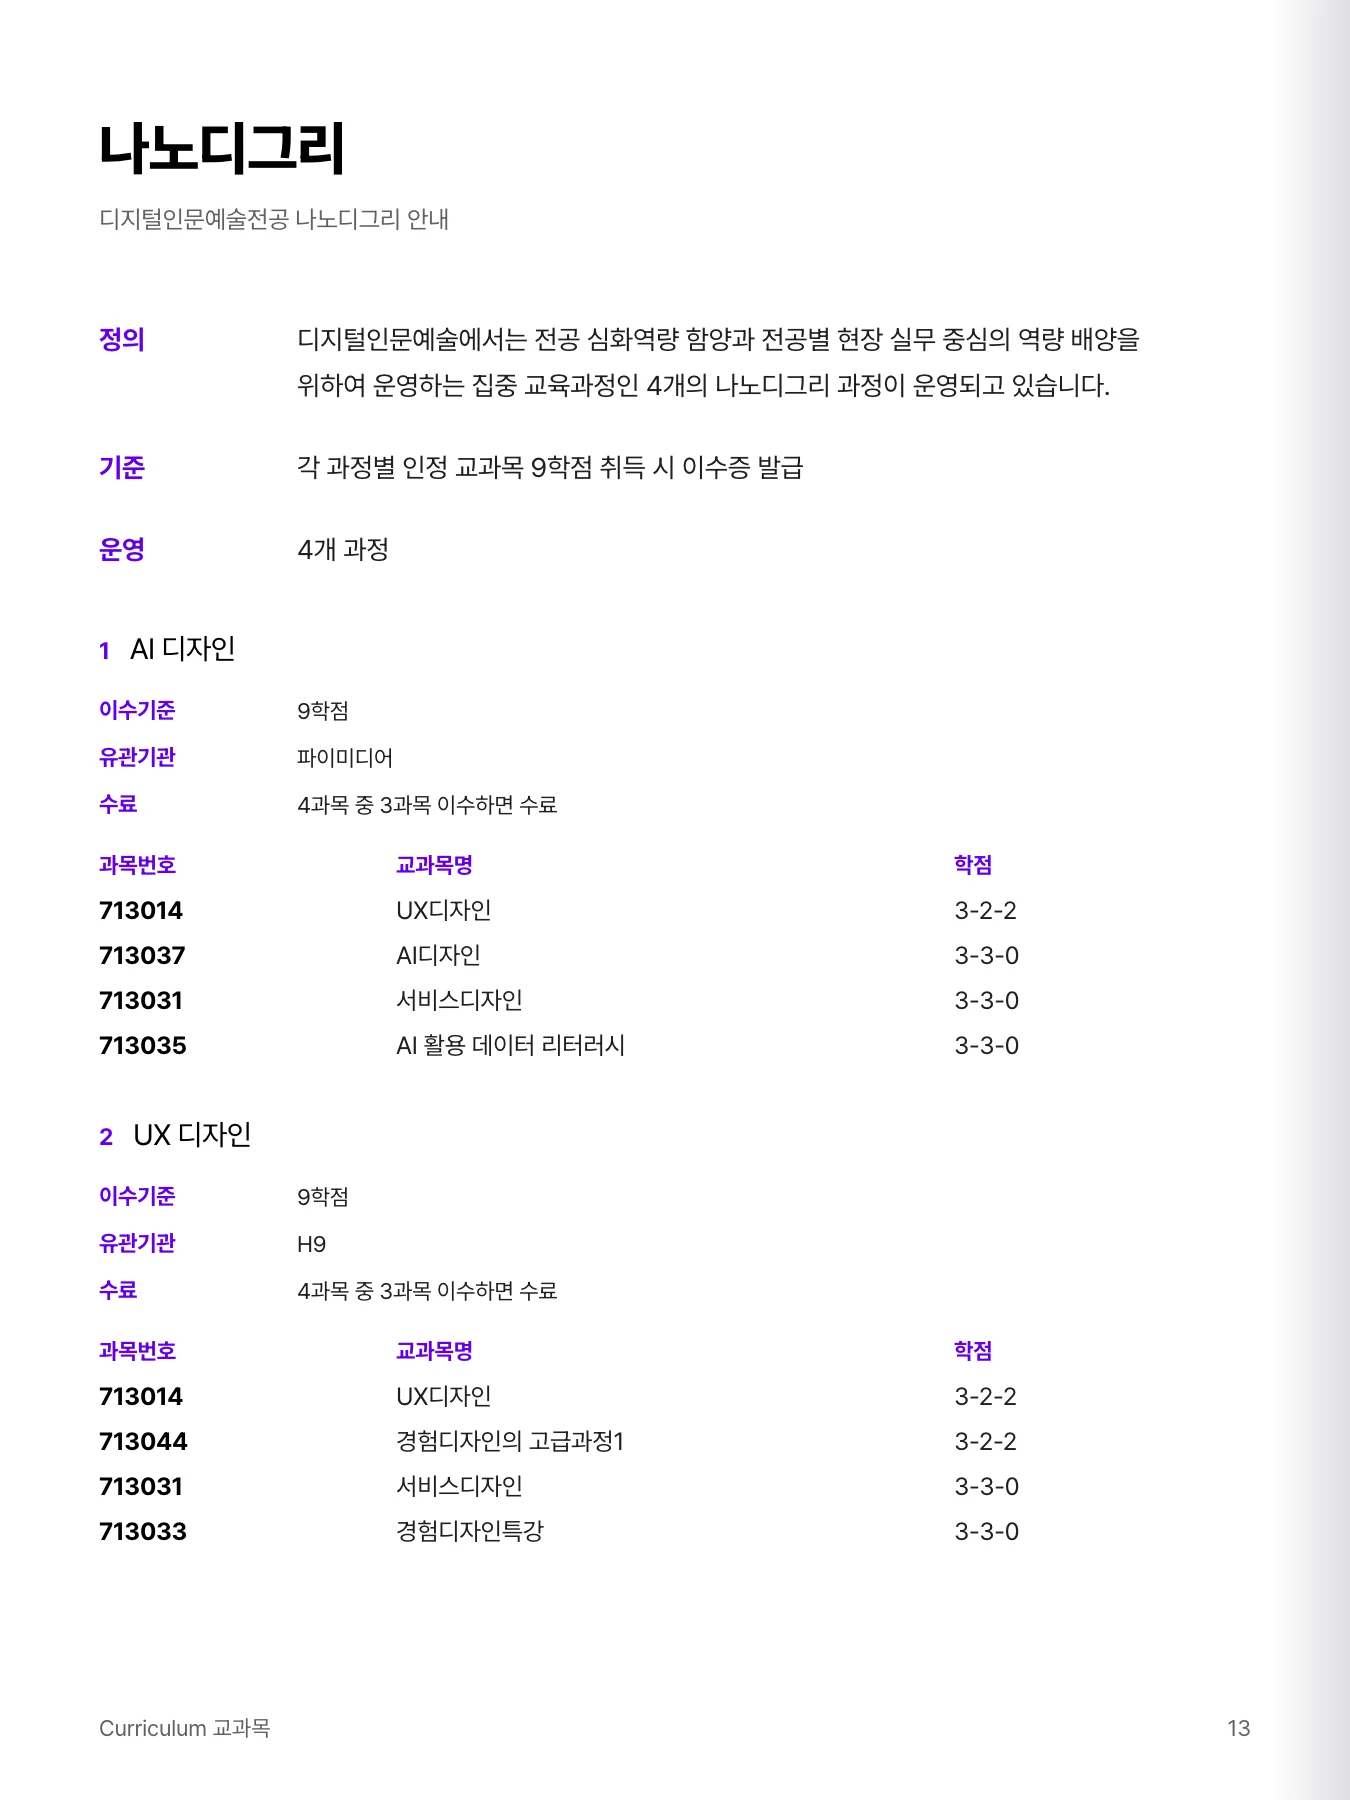 나노디그리
디지털인문예술전공 나노디그리 안내
정의 디지털인문예술에서는 전공 심화역량 함양과 전공별 현장 실무 중심의 역량 배양을
위하여 운영하는 집중 교육과정인 4개의 나노디그리 과정이 운영되고 있습니다.
기준 각 과정별 인정 교과목 9학점 취득 시 이수증 발급
운영 4개 과정
1 AI 디자인
이수기준 9학점
유관기관 파이미디어
수료 4과목 중 3과목 이수하면 수료
과목번호 교과목명 학점
713014 UX디자인 3-2-2
713037 AI디자인 3-3-0
713031 서비스디자인 3-3-0
713035 AI 활용 데이터 리터러시 3-3-0
2 UX 디자인
이수기준 9학점
유관기관 H9
수료 4과목 중 3과목 이수하면 수료
과목번호 교과목명 학점
713014 UX디자인 3-2-2
713044 경험디자인의 고급과정1 3-2-2
713031 서비스디자인 3-3-0
713033 경험디자인특강 3-3-0
Curriculum 교과목 13